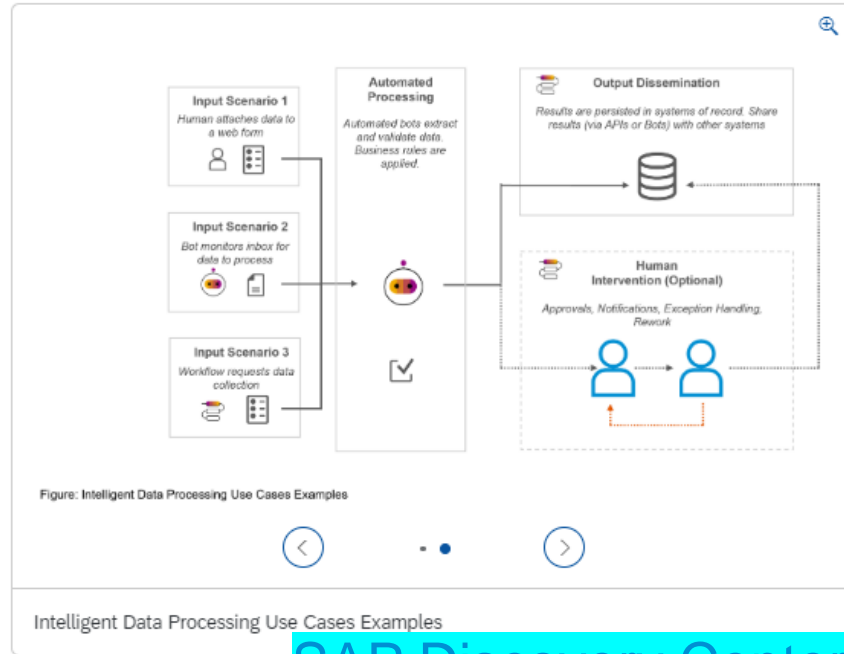 Input Scenario 1
Human attaches data to
a web form
Input Scenario 2
Bot monitors inbox for
data to process
Input Scenario 3
Workflow requests data
collection
Automated
Processing
Automated bots extract
and validate data.
Business rules are
applied.
Output Dissemination
Results are persisted in systems of record. Share
results (via APIs or Bots) with other systems
Human
Intervention (Optional)
Approvals, Notifications, Exception Handling,
Rework
Figure: Intelligent Data Processing Use Cases Examples
Intelligent Data Processing Use Cases Examples
SAP Discovery Center